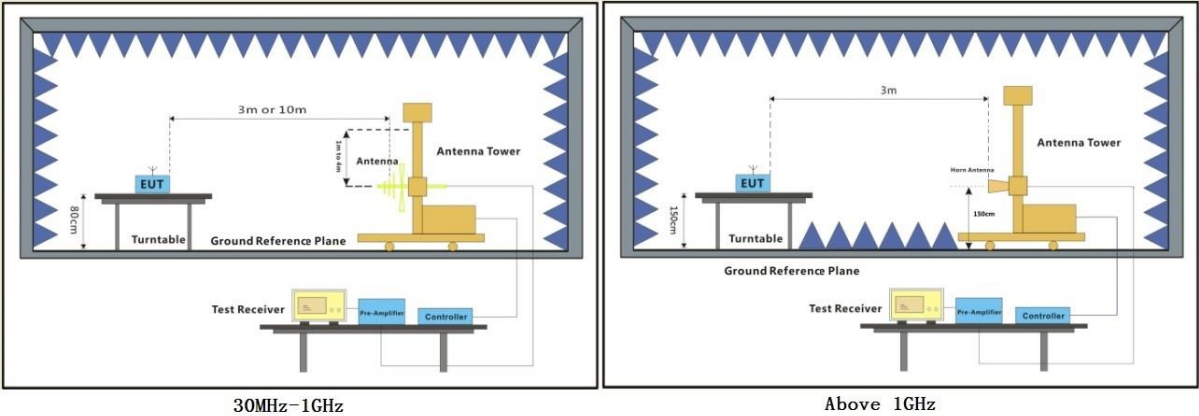 3m or 10m
1m to 4m
Antenna
Antenna Tower
EUT
80cm
Turntable
Ground Reference Plane
Test Receiver
Pre-Amplifier
Controller
30MHz-1GHz
3m
Antenna Tower
Horn Antenna
EUT
150cm
150cm
Turntable
Ground Reference Plane
Test Receiver
Pre-Amplifier
Controller
Above 1GHz